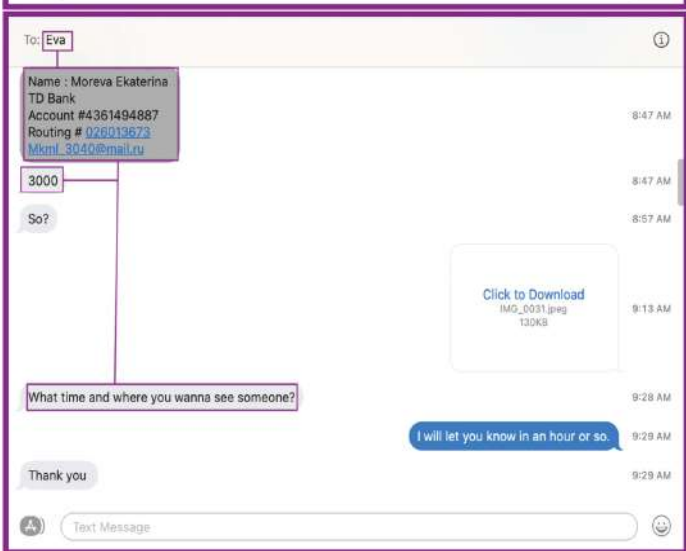 To: Eva
Name : Moreva Ekaterina
TD Bank
Account #4361494887
Routing # 026013673
Mkml_3040@mail.ru
8:47 AM
3000
8:47 AM
So?
8:57 AM
Click to Download
IMG_0031.jpeg
130KB
9:13 AM
What time and where you wanna see someone?
9:28 AM
I will let you know in an hour or so.
9:29 AM
Thank you
9:29 AM
Text Message